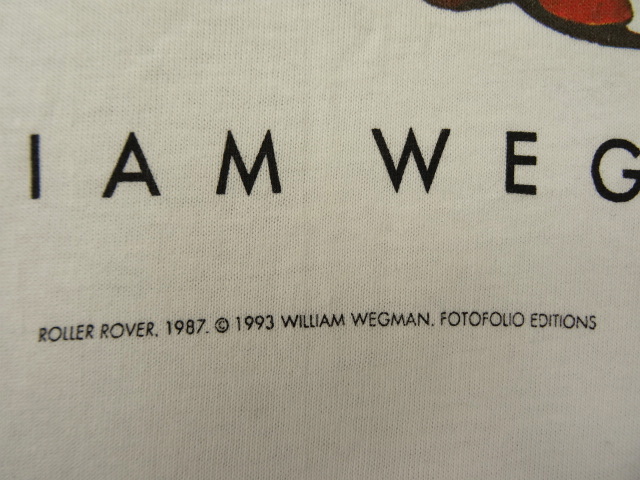 IAM WEG
ROLLER ROVER, 1987. © 1993 WILLIAM WEGMAN. FOTOFOLIO EDITIONS